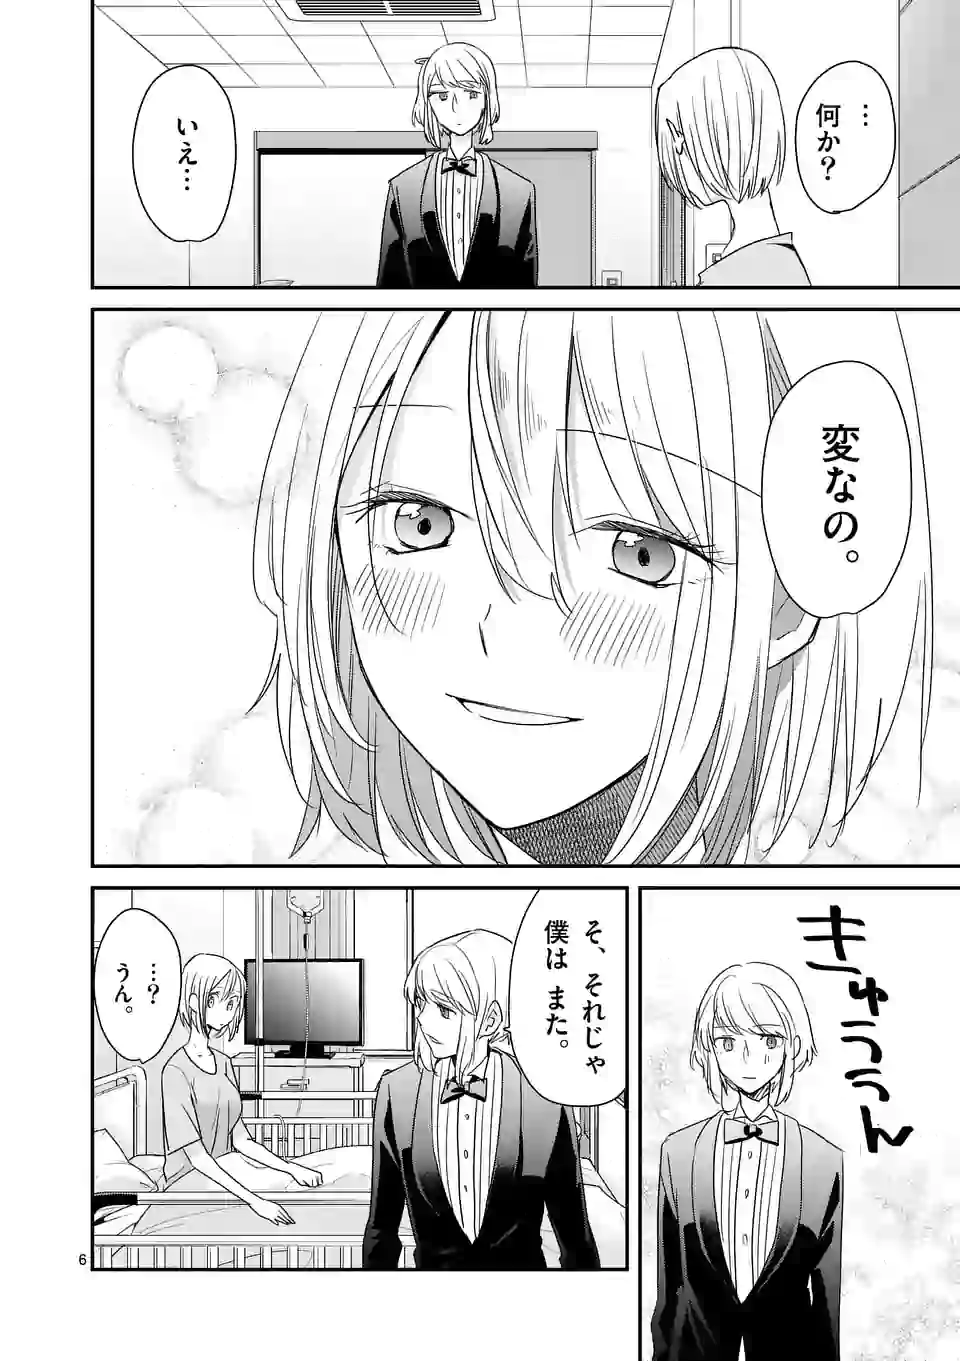 …
何か?
いえ…
変なの。
きゅううん
そ、それじゃ
僕は また。
…?
うん。
6